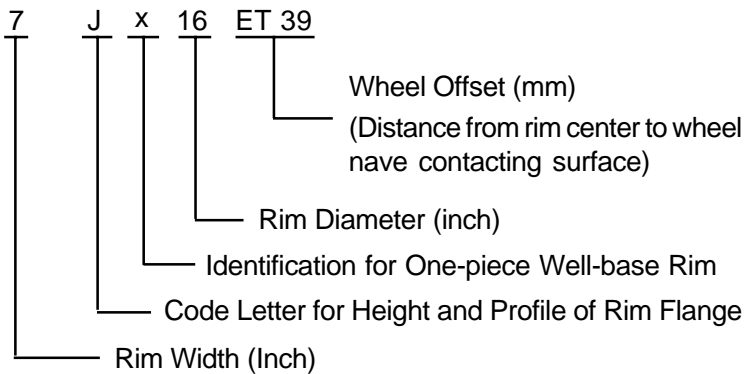 7 J x 16 ET 39
Wheel Offset (mm)
(Distance from rim center to wheel
nave contacting surface)
Rim Diameter (inch)
Identification for One-piece Well-base Rim
Code Letter for Height and Profile of Rim Flange
Rim Width (Inch)